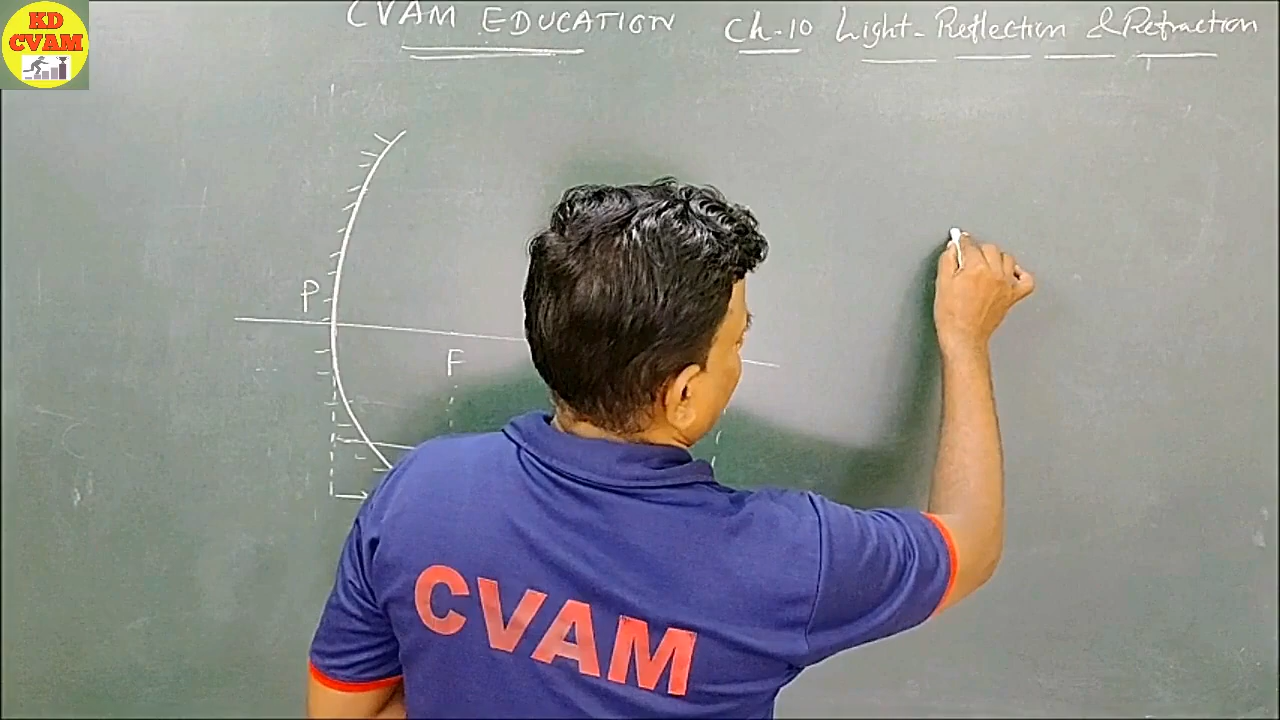 KD
CVAM
CVAM EDUCATION
Ch-10 Light-Reflection & Refraction
P
F
CVAM